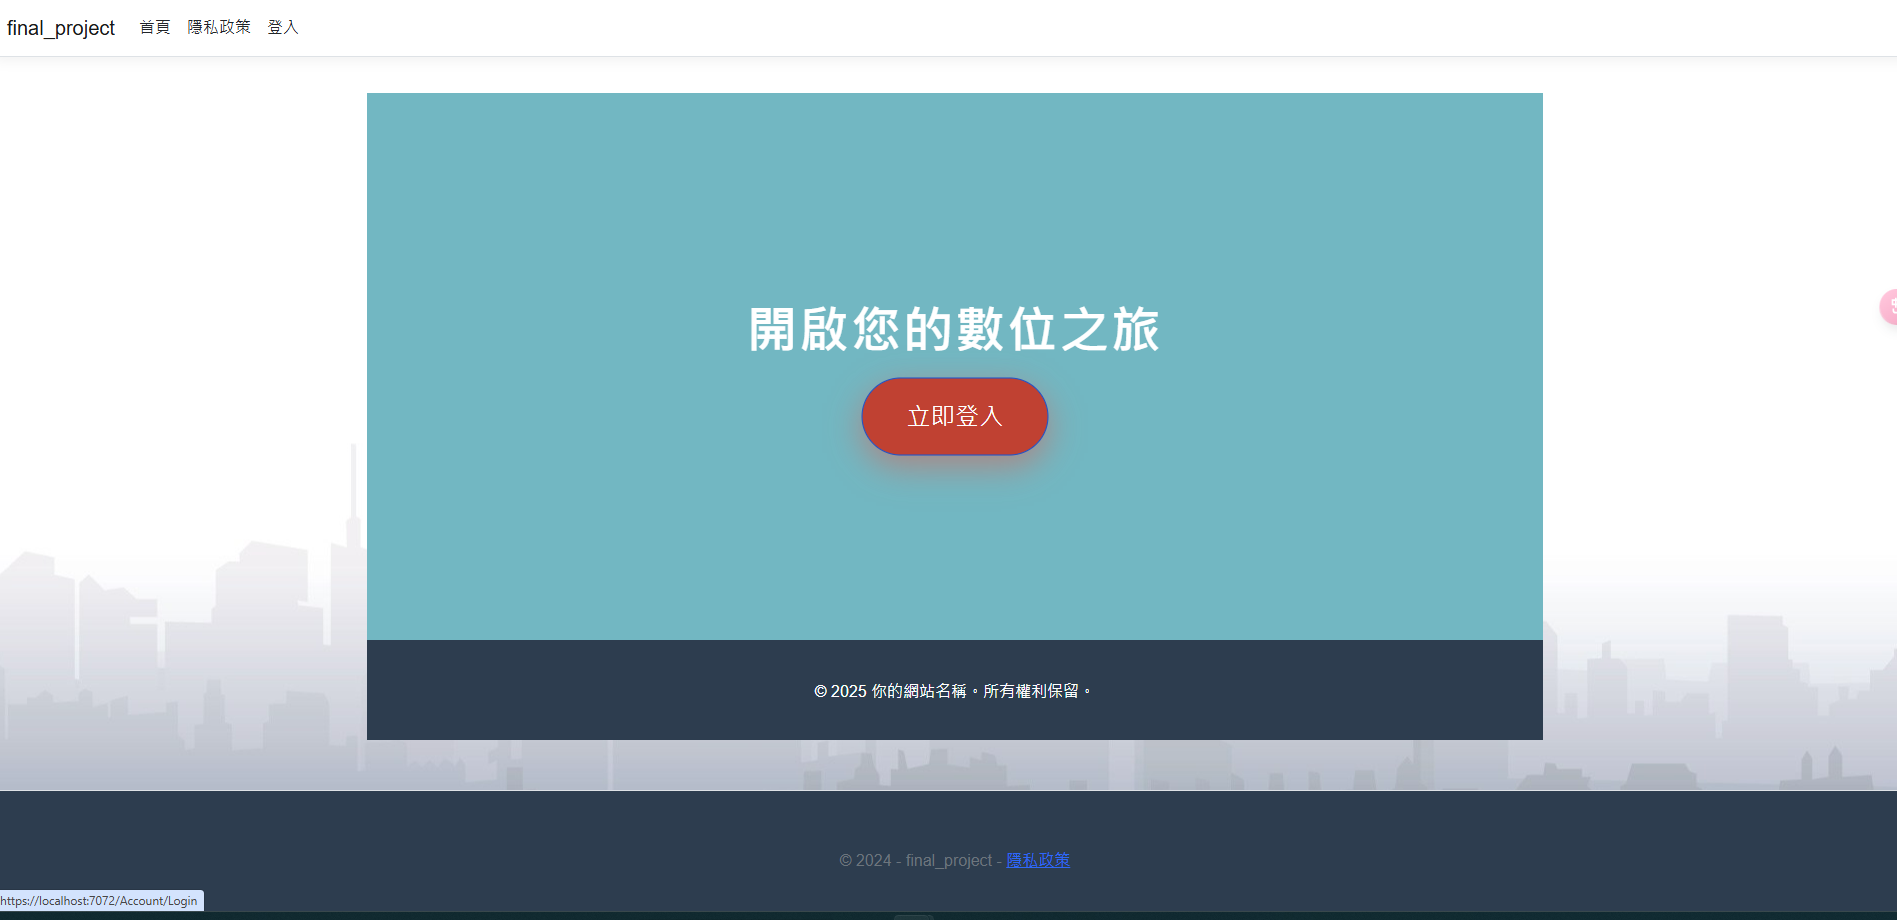 final_project 首頁 隱私政策 登入
開啟您的數位之旅
立即登入
© 2025 你的網站名稱。所有權利保留。
© 2024 - final_project - 隱私政策
https://localhost:7072/Account/Login